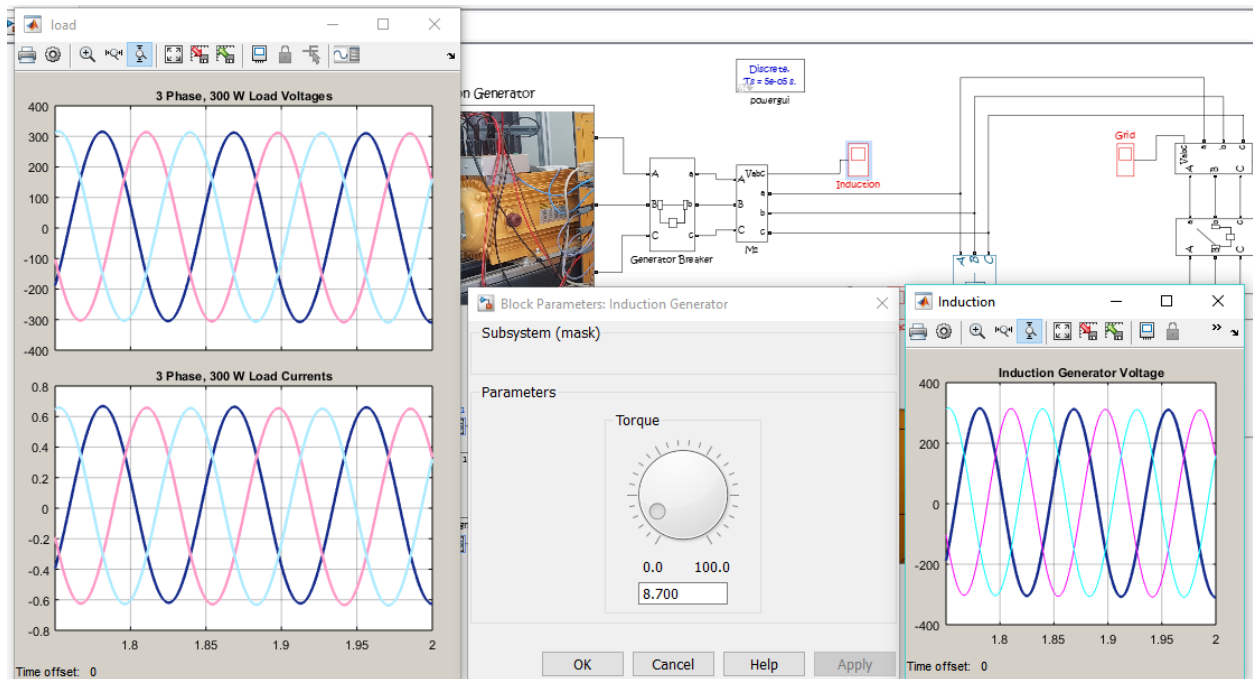 load
3 Phase, 300 W Load Voltages
400
300
200
100
0
-100
-200
-300
-400
3 Phase, 300 W Load Currents
0.8
0.6
0.4
0.2
0
-0.2
-0.4
-0.6
-0.8
1.8
1.85
1.9
1.95
2
Time offset: 0
on Generator
Discrete,
Ts = 5e-05 s.
powergui
A
B
C
a
b
c
Generator Breaker
A
B
C
Vabc
a
b
c
Induction
A
B
C
Grid
Vabc
a
b
c
A
B
C
a
b
c
A
B
C
Block Parameters: Induction Generator
Subsystem (mask)
Parameters
Torque
0.0 100.0
8.700
OK
Cancel
Help
Apply
Induction
Induction Generator Voltage
400
200
0
-200
-400
1.8
1.85
1.9
1.95
2
Time offset: 0